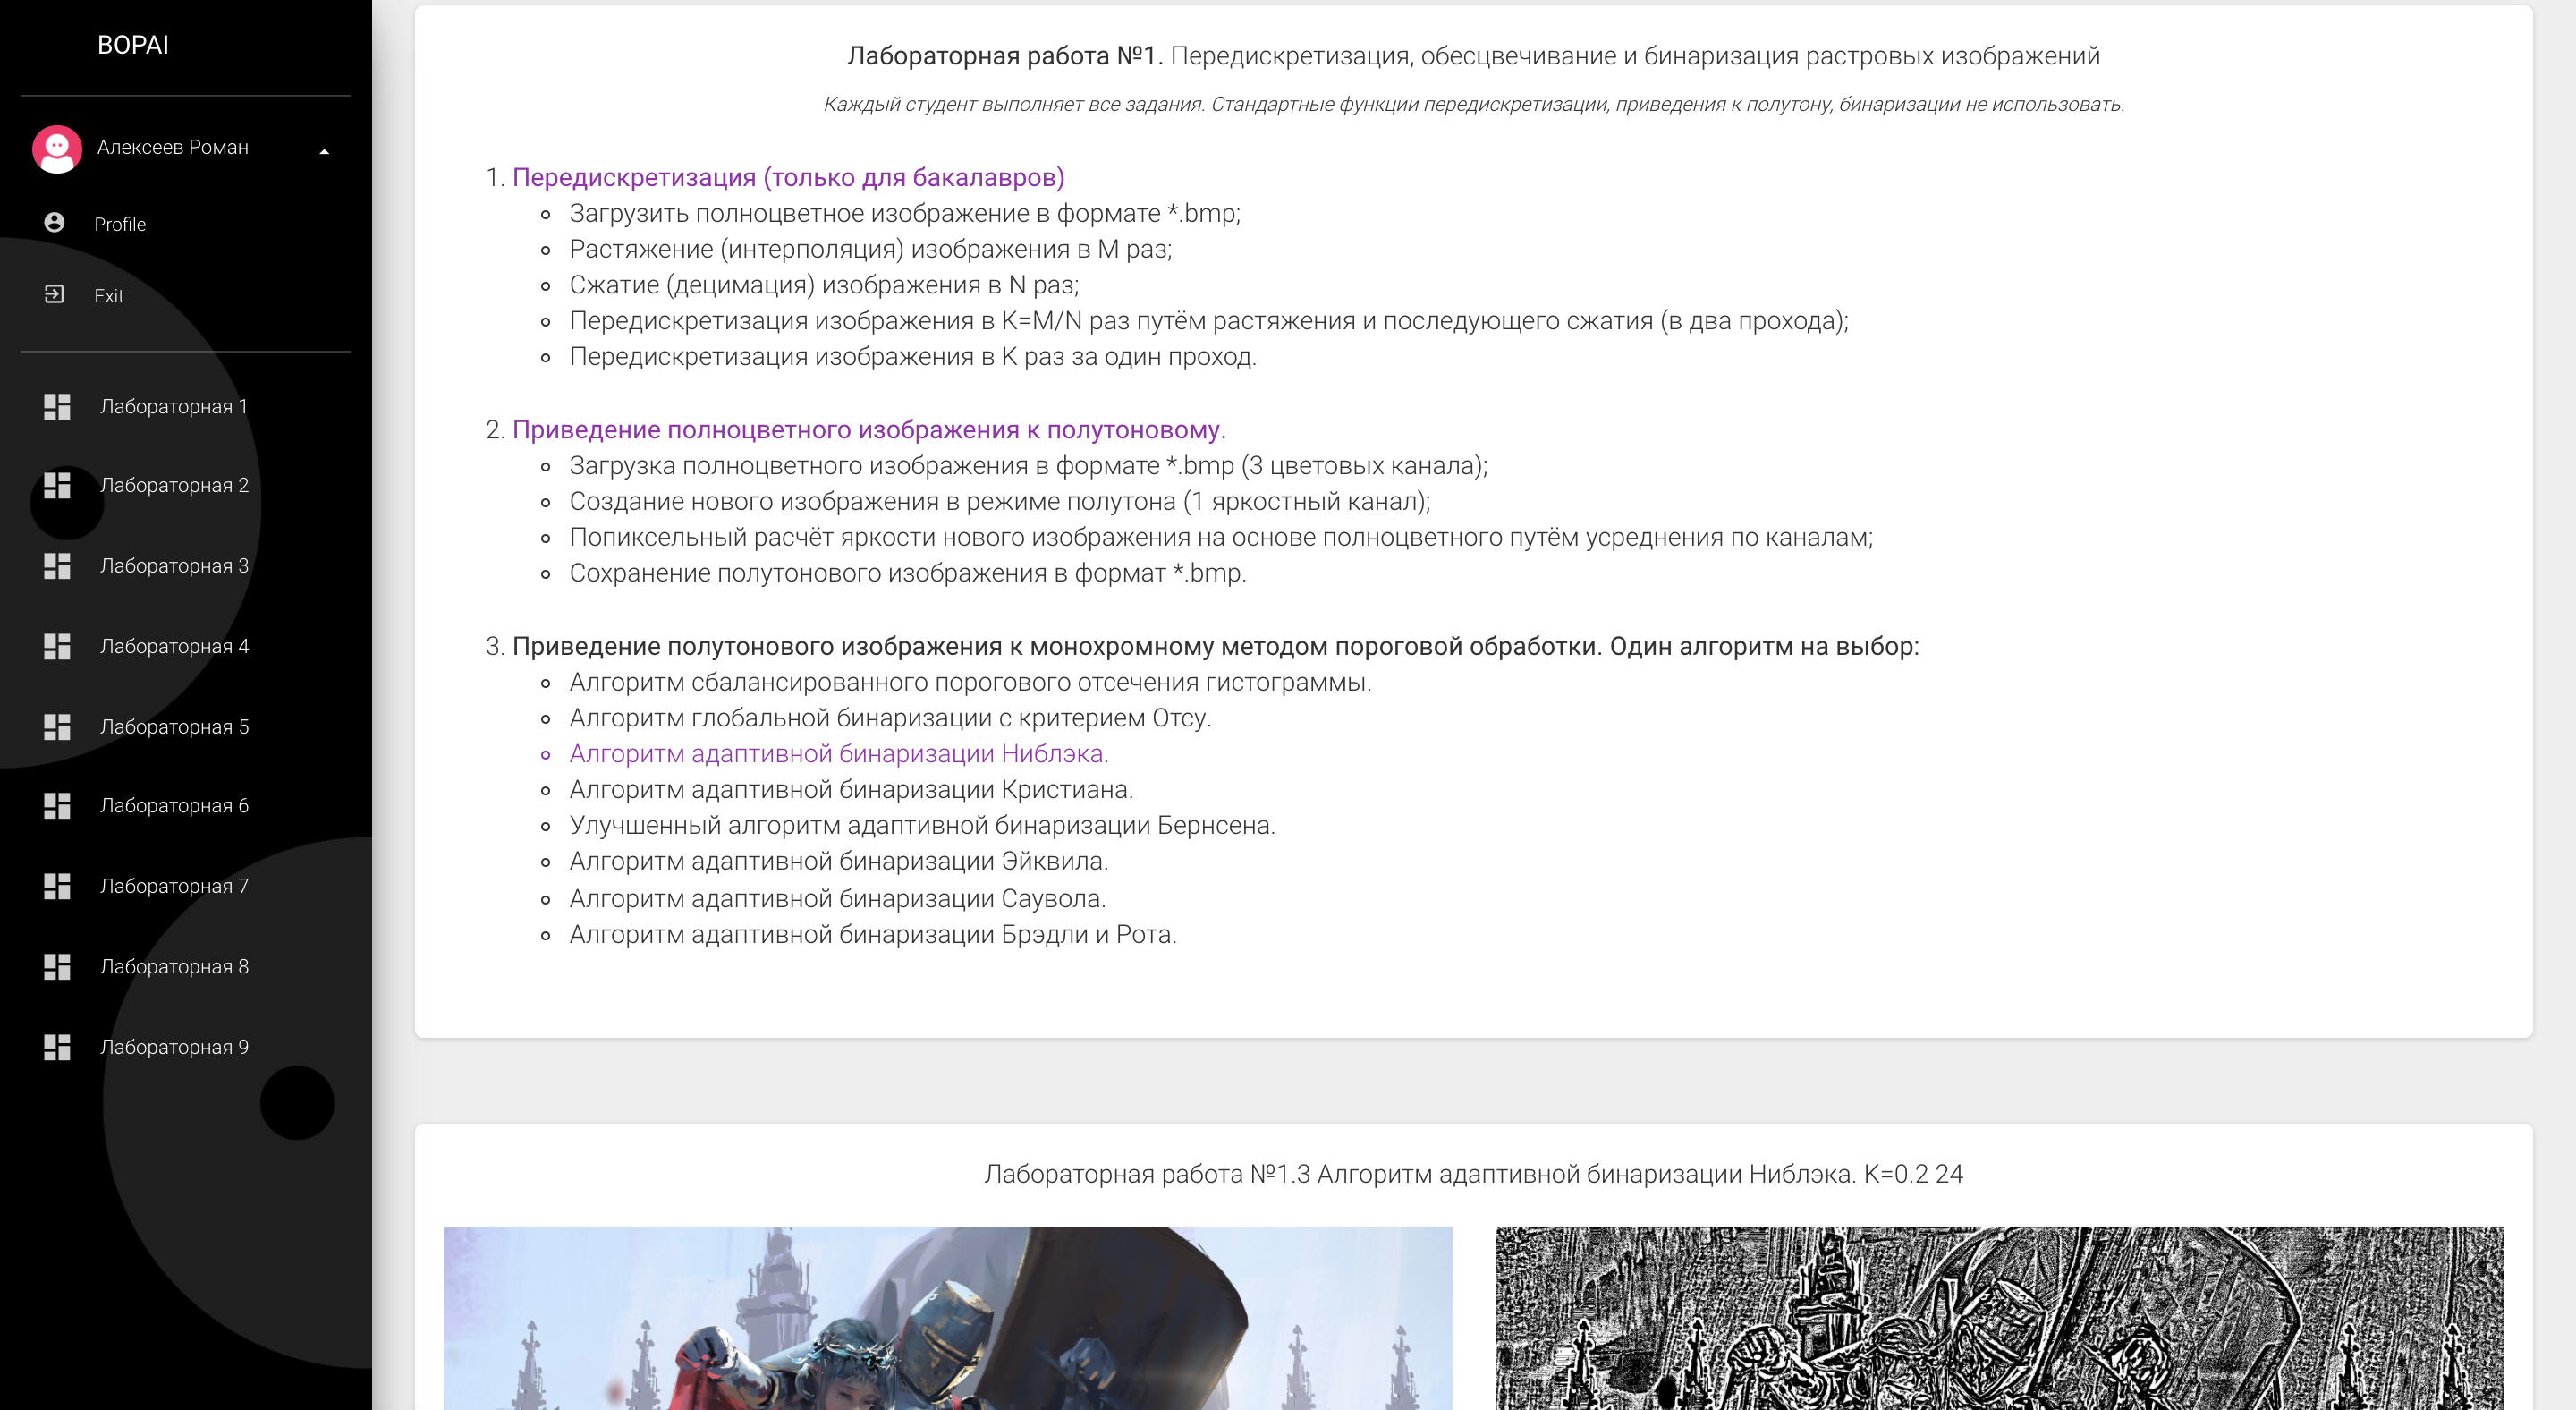 BOPAI
Алексеев Роман
Profile
Exit
Лабораторная 1
Лабораторная 2
Лабораторная 3
Лабораторная 4
Лабораторная 5
Лабораторная 6
Лабораторная 7
Лабораторная 8
Лабораторная 9
Лабораторная работа №1. Передискретизация, обесцвечивание и бинаризация растровых изображений
Каждый студент выполняет все задания. Стандартные функции передискретизации, приведения к полутону, бинаризации не использовать.
1. Передискретизация (только для бакалавров)
Загрузить полноцветное изображение в формате *.bmp;
Растяжение (интерполяция) изображения в M раз;
Сжатие (децимация) изображения в N раз;
Передискретизация изображения в K=M/N раз путём растяжения и последующего сжатия (в два прохода);
Передискретизация изображения в K раз за один проход.
2. Приведение полноцветного изображения к полутоновому.
Загрузка полноцветного изображения в формате *.bmp (3 цветовых канала);
Создание нового изображения в режиме полутона (1 яркостный канал);
Попиксельный расчёт яркости нового изображения на основе полноцветного путём усреднения по каналам;
Сохранение полутонового изображения в формат *.bmp.
3. Приведение полутонового изображения к монохромному методом пороговой обработки. Один алгоритм на выбор:
Алгоритм сбалансированного порогового отсечения гистограммы.
Алгоритм глобальной бинаризации с критерием Отсу.
Алгоритм адаптивной бинаризации Ниблэка.
Алгоритм адаптивной бинаризации Кристиана.
Улучшенный алгоритм адаптивной бинаризации Бернсена.
Алгоритм адаптивной бинаризации Эйквила.
Алгоритм адаптивной бинаризации Саувола.
Алгоритм адаптивной бинаризации Брэдли и Рота.
Лабораторная работа №1.3 Алгоритм адаптивной бинаризации Ниблэка. K=0.2 24